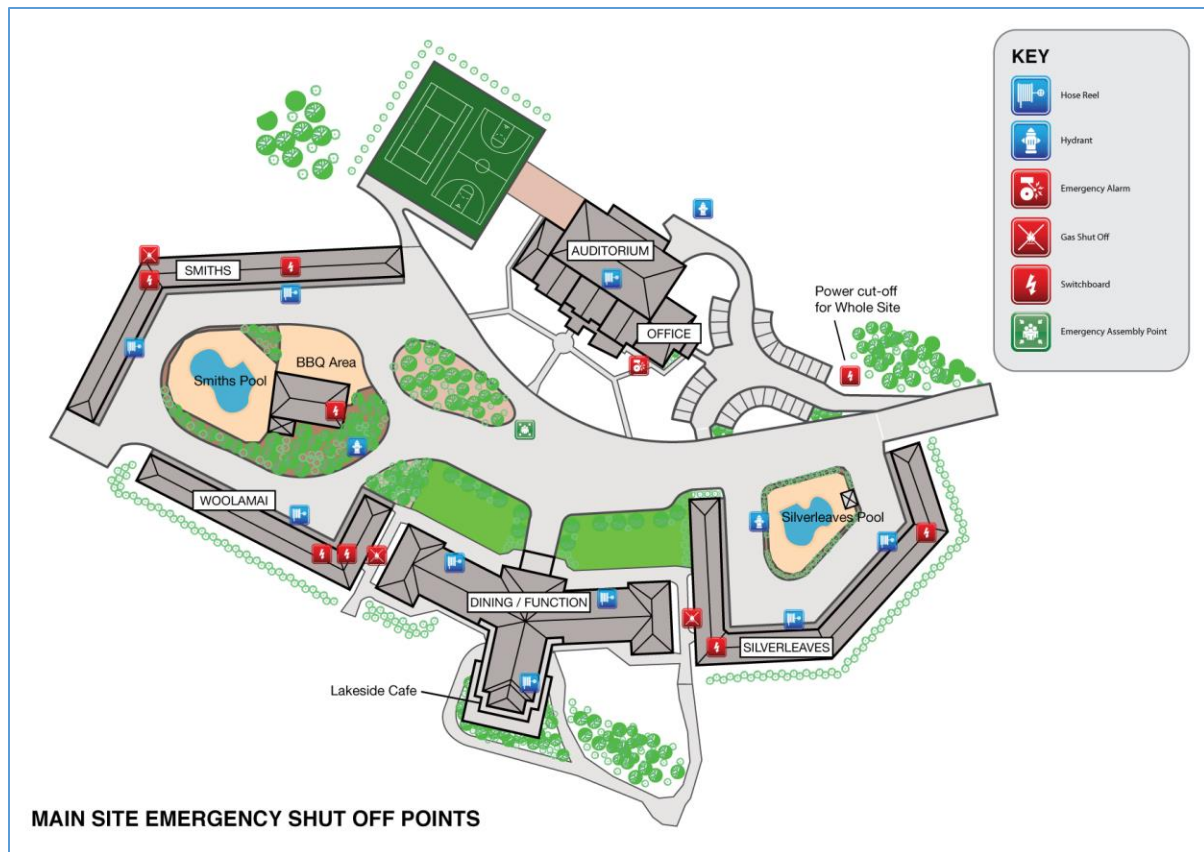 KEY
Hose Reel
Hydrant
Emergency Alarm
Gas Shut Off
Switchboard
Emergency Assembly Point
AUDITORIUM
SMITHS
Power cut-off
for Whole Site
OFFICE
BBQ Area
Smiths Pool
WOOLAMAI
Silverleaves Pool
DINING / FUNCTION
SILVERLEAVES
Lakeside Cafe
MAIN SITE EMERGENCY SHUT OFF POINTS